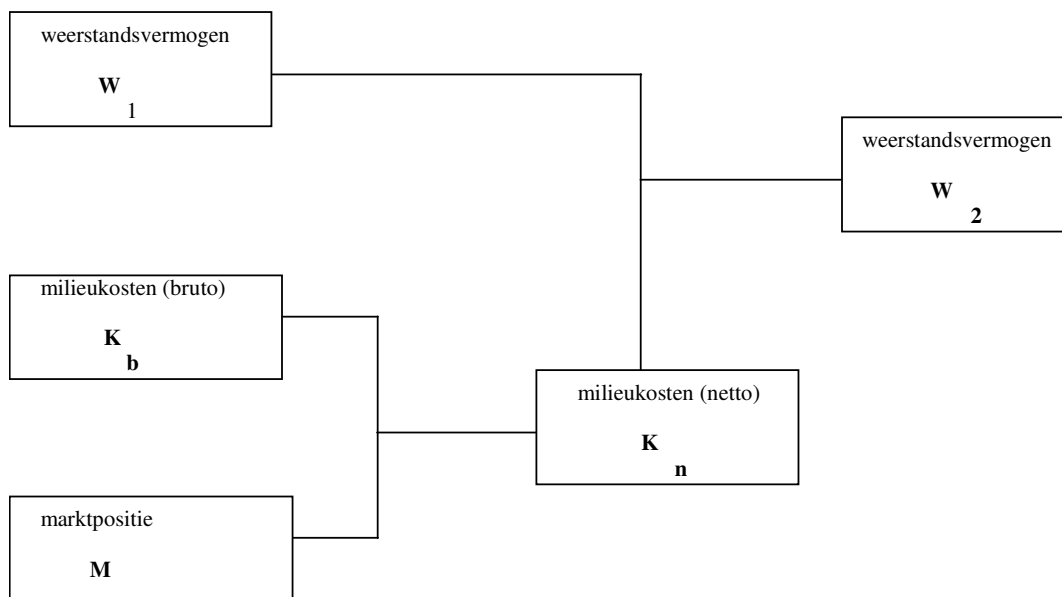 weerstandsvermogen
W
1
weerstandsvermogen
W
2
milieukosten (bruto)
K
b
milieukosten (netto)
K
n
marktpositie
M